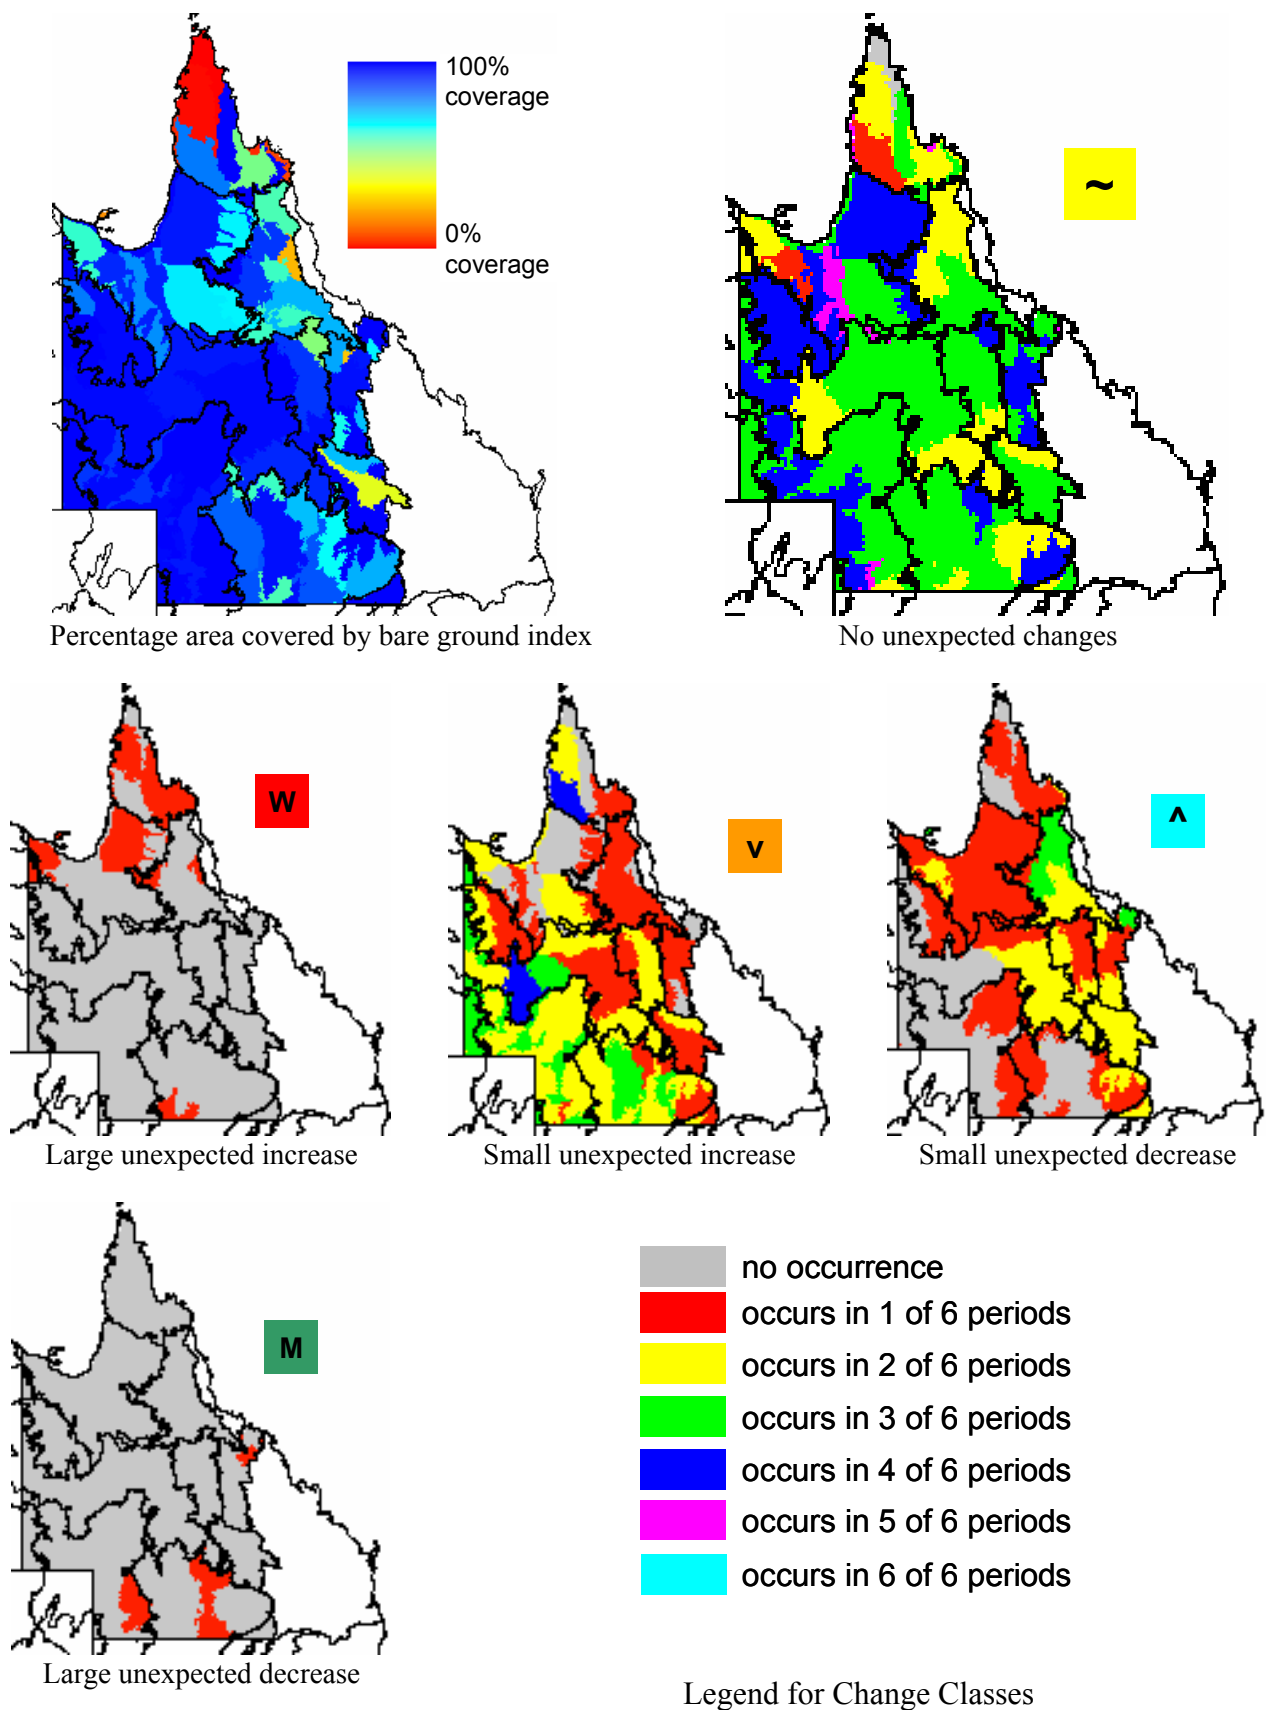 100%
coverage
0%
coverage
~
Percentage area covered by bare ground index
No unexpected changes
W
v
^
Large unexpected increase
Small unexpected increase
Small unexpected decrease
M
no occurrence
occurs in 1 of 6 periods
occurs in 2 of 6 periods
occurs in 3 of 6 periods
occurs in 4 of 6 periods
occurs in 5 of 6 periods
occurs in 6 of 6 periods
Large unexpected decrease
Legend for Change Classes